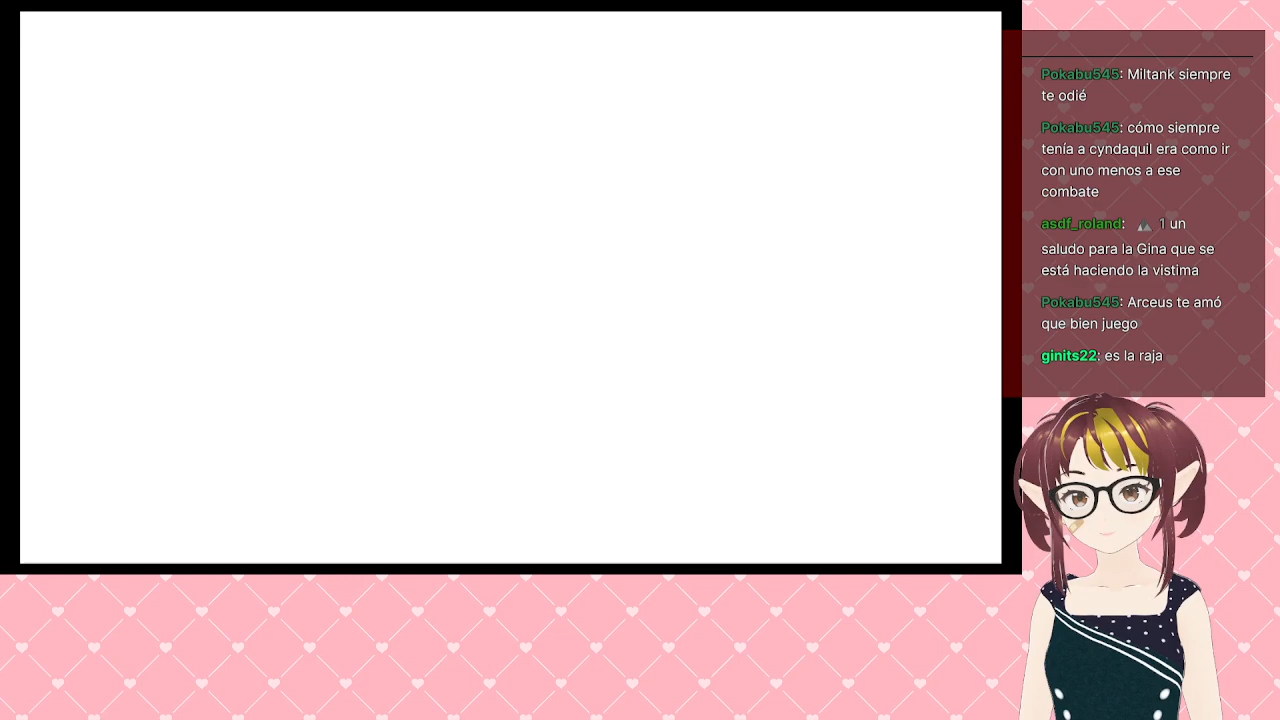 Pokabu545: Miltank siempre
te odié
Pokabu545: cómo siempre
tenía a cyndaquil era como ir
con uno menos a ese
combate
asdf_roland: 1 un
saludo para la Gina que se
está haciendo la vistima
Pokabu545: Arceus te amó
que bien juego
ginits22: es la raja